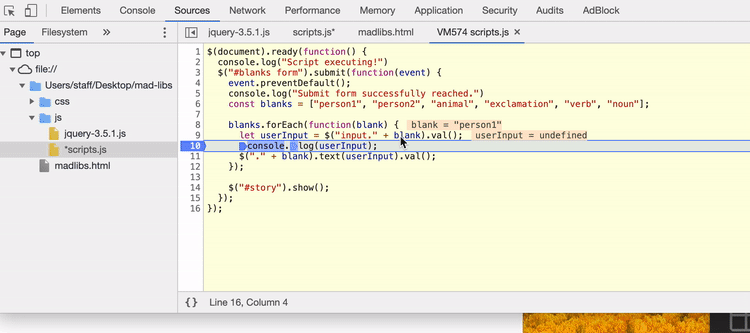 Elements Console Sources Network Performance Memory Application Security Audits AdBlock
Page Filesystem »
jquery-3.5.1.js scripts.js* madlibs.html VM574 scripts.js ×
top
file://
Users/staff/Desktop/mad-libs
css
js
jquery-3.5.1.js
*scripts.js
madlibs.html
1 $(document).ready(function() {
2 console.log("Script executing!")
3 $("#blanks form").submit(function(event) {
4 event.preventDefault();
5 console.log("Submit form successfully reached.")
6 const blanks = ["person1", "person2", "animal", "exclamation", "verb", "noun"];
7
8 blanks.forEach(function(blank) { blank = "person1"
9 let userInput = $("input." + blank).val(); userInput = undefined
10 console.log(userInput);
11 $("." + blank).text(userInput).val();
12 });
13
14 $("#story").show();
15 });
16 });
{} Line 16, Column 4